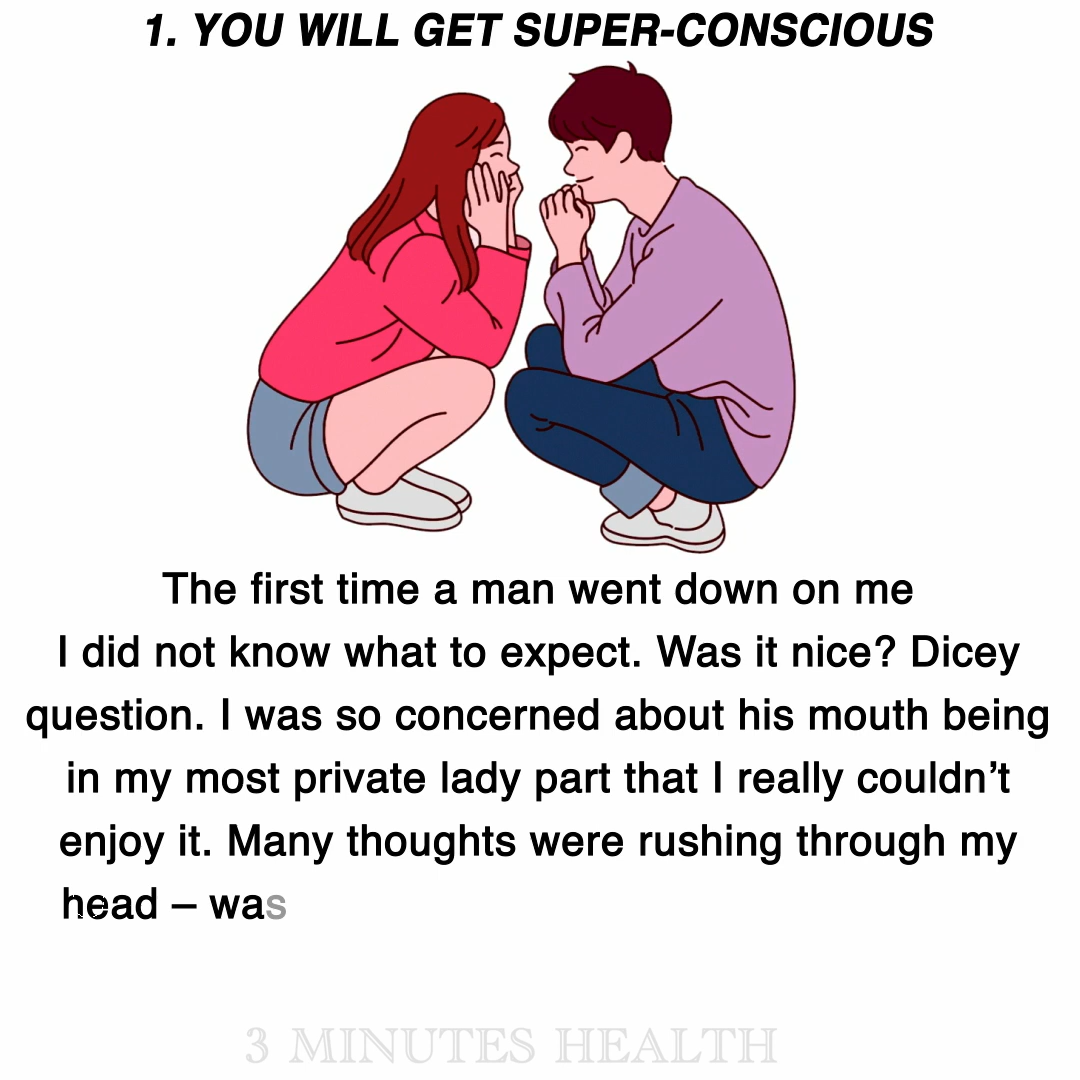 1. YOU WILL GET SUPER-CONSCIOUS
The first time a man went down on me
I did not know what to expect. Was it nice? Dicey
question. I was so concerned about his mouth being
in my most private lady part that I really couldn’t
enjoy it. Many thoughts were rushing through my
head – was
3 MINUTES HEALTH